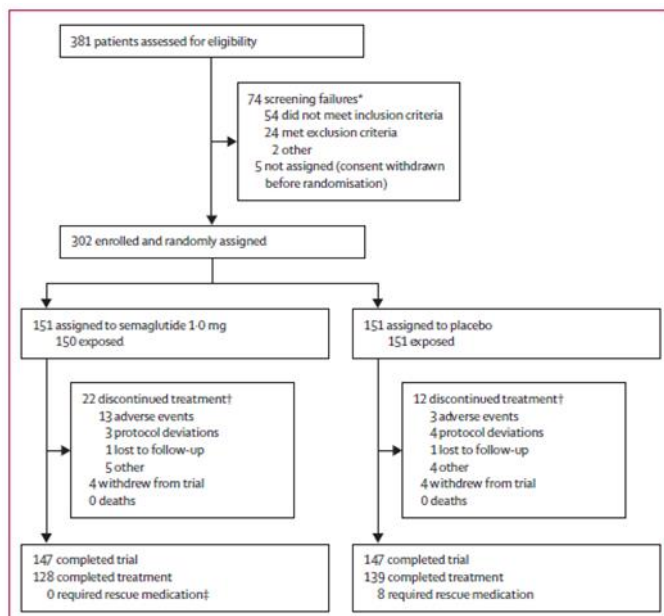 381 patients assessed for eligibility
74 screening failures*
54 did not meet inclusion criteria
24 met exclusion criteria
2 other
5 not assigned (consent withdrawn
before randomisation)
302 enrolled and randomly assigned
151 assigned to semaglutide 1·0 mg
150 exposed
151 assigned to placebo
151 exposed
22 discontinued treatment†
13 adverse events
3 protocol deviations
1 lost to follow-up
5 other
4 withdrew from trial
0 deaths
12 discontinued treatment†
3 adverse events
4 protocol deviations
1 lost to follow-up
4 other
4 withdrew from trial
0 deaths
147 completed trial
128 completed treatment
0 required rescue medication‡
147 completed trial
139 completed treatment
8 required rescue medication